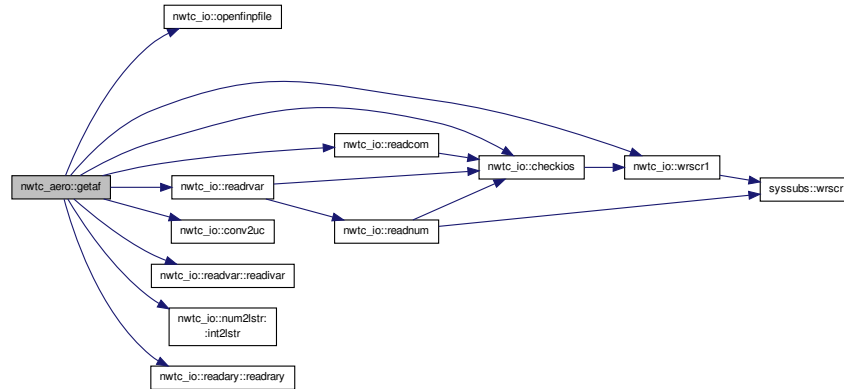 nwtc_io::openfinpfile
nwtc_io::readcom
nwtc_io::checkios
nwtc_io::wrscr1
nwtc_aero::getaf
nwtc_io::readrvar
syssubs::wrscr
nwtc_io::conv2uc
nwtc_io::readnum
nwtc_io::readvar::readivar
nwtc_io::num2lstr:
:int2lstr
nwtc_io::readary::readrary